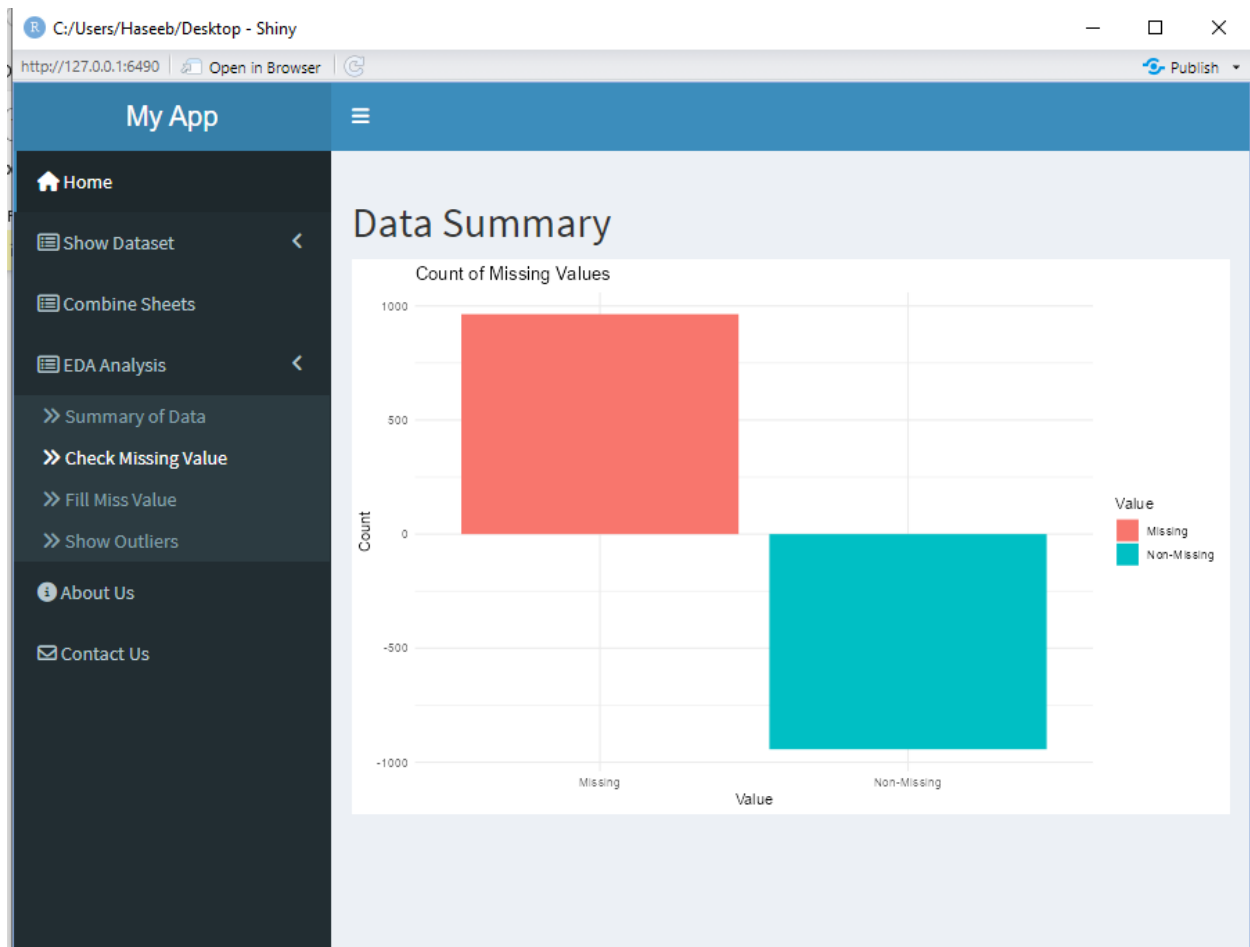 C:/Users/Haseeb/Desktop - Shiny
http://127.0.0.1:6490 Open in Browser Publish
My App
Home
Show Dataset
Combine Sheets
EDA Analysis
Summary of Data
Check Missing Value
Fill Miss Value
Show Outliers
About Us
Contact Us
Data Summary
Count of Missing Values
1000
500
0
-500
-1000
Count
Missing Non-Missing
Value
Value
Missing
Non-Missing